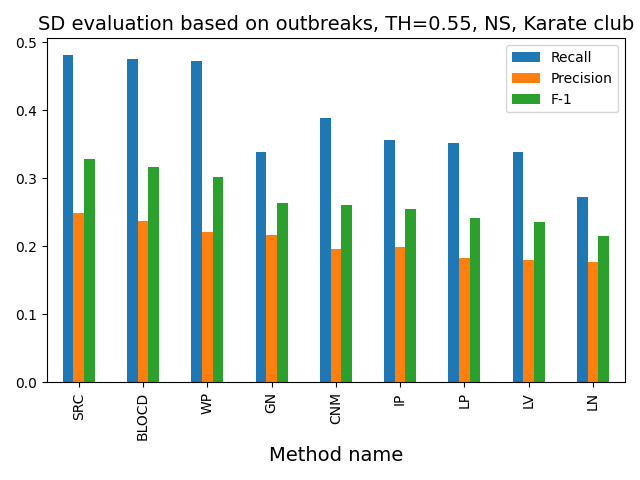 SD evaluation based on outbreaks, TH=0.55, NS, Karate club
Recall
Precision
F-1
0.5
0.4
0.3
0.2
0.1
0.0
SRC
BLOCD
WP
GN
CNM
IP
LP
LV
LN
Method name